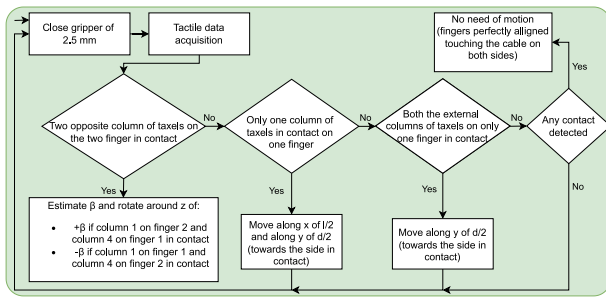 Close gripper of
2.5 mm
Tactile data
acquisition
No need of motion
(fingers perfectly alligned
touching the cable on
both sides)
Yes
Two opposite column of taxels on
the two finger in contact
No
Only one column of
taxels in contact on
one finger
No
Both the external
columns of taxels on only
one finger in contact
No
Any contact
detected
Yes
Yes
Yes
No
Estimate β and rotate around z of:
• +β if column 1 on finger 2 and
column 4 on finger 1 in contact
• -β if column 1 on finger 1 and
column 4 on finger 2 in contact
Move along x of l/2
and along y of d/2
(towards the side in
contact)
Move along y of d/2
(towards the side in
contact)